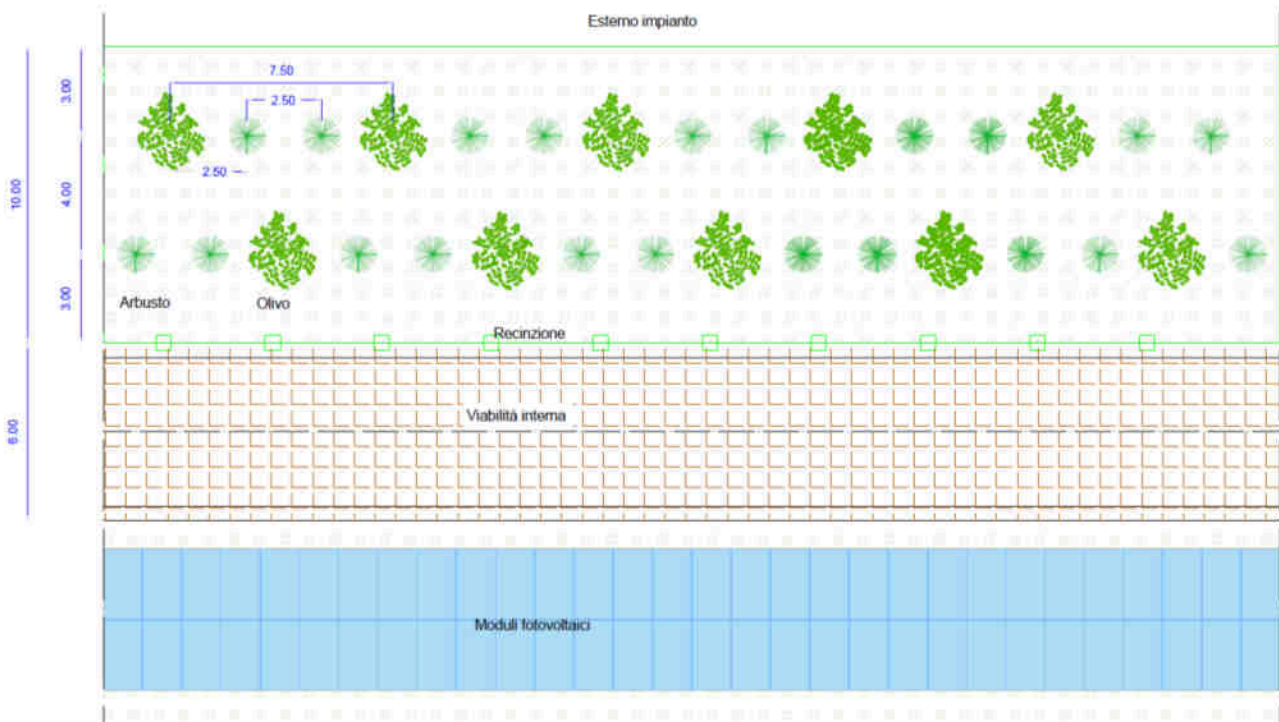 Esterno impianto
7.50
2.50
3.00
2.50
10.00
4.00
3.00
Arbusto
Olivo
Recinzione
Viabilità interna
6.00
Moduli fotovoltaici